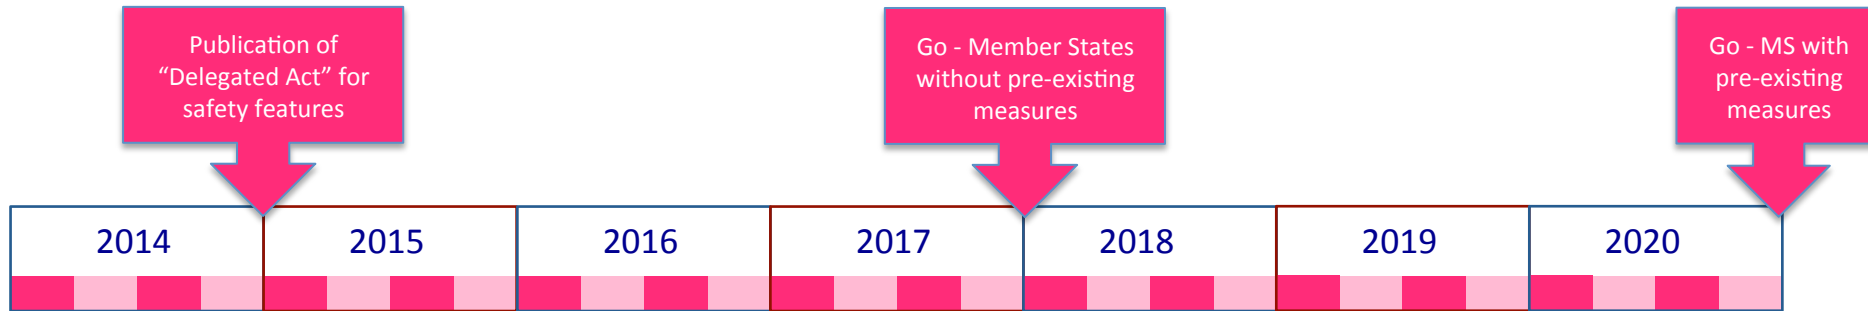 Publication of
“Delegated Act” for
safety features
Go - Member States
without pre-existing
measures
Go - MS with
pre-existing
measures
2014
2015
2016
2017
2018
2019
2020